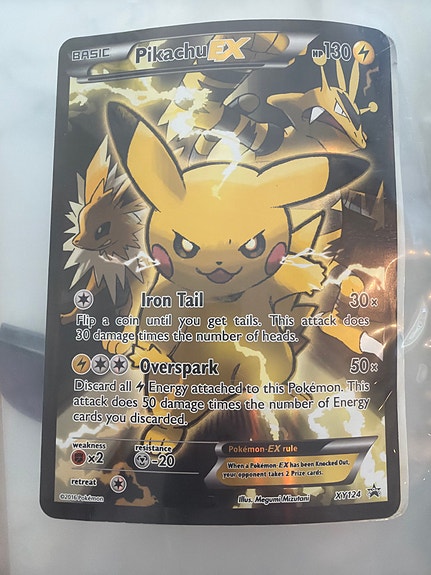 BASIC Pikachu EX HP130
Iron Tail 30×
Flip a coin until you get tails. This attack does
30 damage times the number of heads.
Overspark 50×
Discard all Energy attached to this Pokémon. This
attack does 50 damage times the number of Energy
cards you discarded.
weakness resistance
×2 -20
retreat
Pokémon-EX rule
When a Pokémon-EX has been Knocked Out,
your opponent takes 2 Prize cards.
©2016 Pokémon Illus. Megumi Mizutani XY124